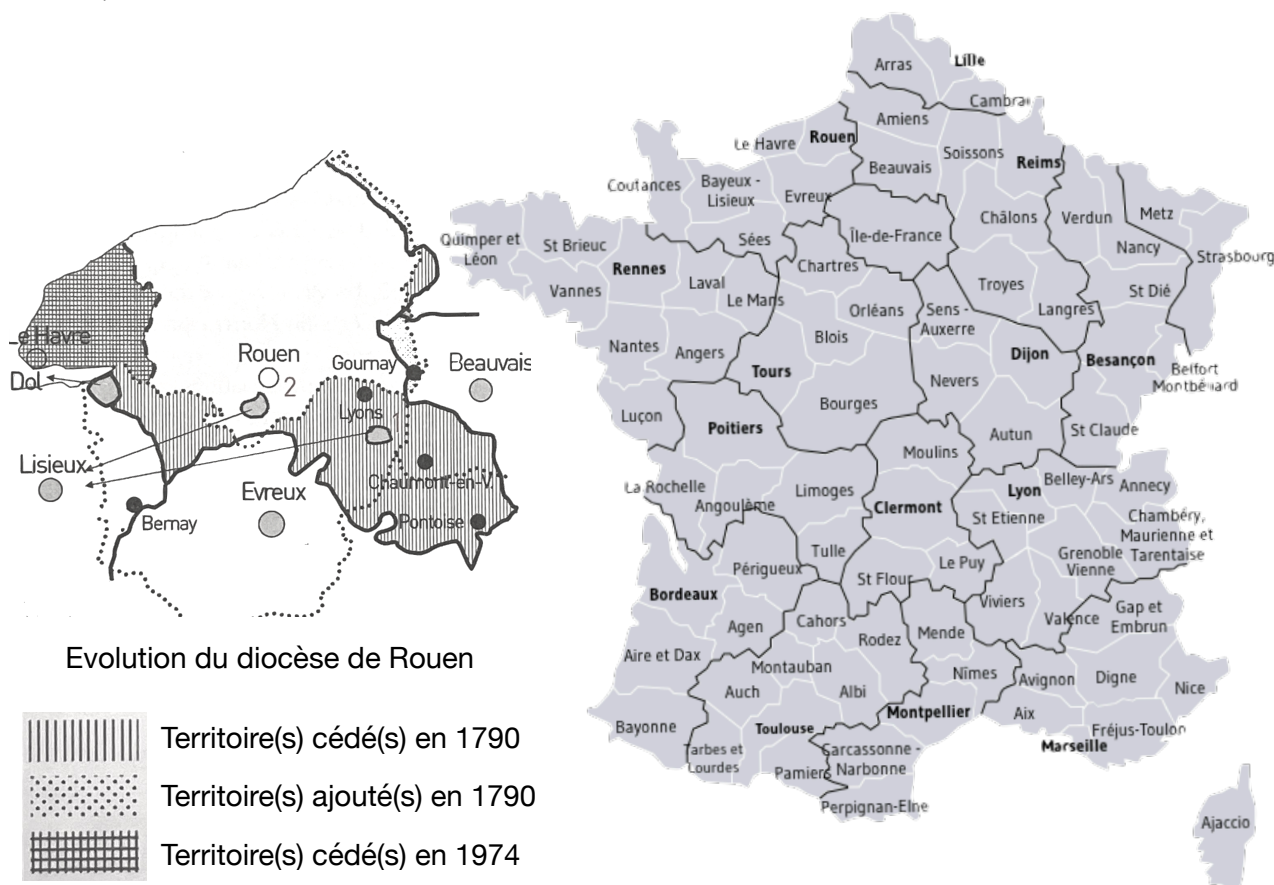 e Havre
Dol
Rouen
2
Gournay
Beauvais
Lyons
Lisieux
Evreux
Chaumont-en-V.
Bernay
Pontoise
Evolution du diocèse de Rouen
Territoire(s) cédé(s) en 1790
Territoire(s) ajouté(s) en 1790
Territoire(s) cédé(s) en 1974
Arras
Lille
Cambrai
Amiens
Le Havre
Rouen
Soissons
Beauvais
Reims
Coutances
Bayeux -
Lisieux
Evreux
Châlons
Verdun
Metz
Quimper et
Léon
St Brieuc
Sées
Île-de-France
Nancy
Strasbourg
Rennes
Chartres
Vannes
Laval
Le Mans
Troyes
St Dié
Orléans
Sens -
Auxerre
Langres
Blois
Nantes
Angers
Dijon
Besançon
Belfort
Montbéliard
Tours
Nevers
Luçon
Bourges
Poitiers
Autun
St Claude
Moulins
La Rochelle
Limoges
Angoulême
Clermont
Lyon
Belley-Ars
Annecy
St Etienne
Chambéry,
Maurienne et
Tarentaise
Tulle
Grenoble
Vienne
Périgueux
Le Puy
St Flour
Bordeaux
Viviers
Valence
Gap et
Embrun
Agen
Cahors
Rodez
Mende
Aire et Dax
Montauban
Nîmes
Avignon
Digne
Nice
Auch
Albi
Aix
Bayonne
Toulouse
Montpellier
Fréjus-Toulon
Marseille
Tarbes et
Lourdes
Pamiers
Carcassonne -
Narbonne
Perpignan-Elne
Ajaccio